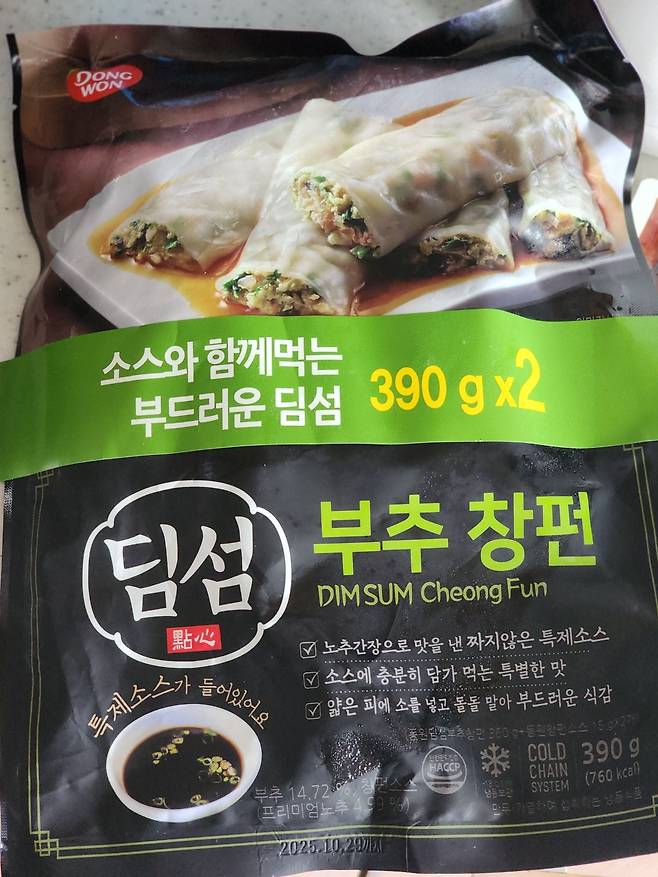 DONG
WON
소스와 함께먹는
부드러운 딤섬
390 g x2
딤섬
點心
부추 창펀
DIM SUM Cheong Fun
노추간장으로 맛을 낸 짜지않은 특제소스
소스에 충분히 담가 먹는 특별한 맛
얇은 피에 소를 넣고 돌돌 말아 부드러운 식감
특제소스가 들어있어요
HACCP
COLD
CHAIN
SYSTEM
390 g
(760 kcal)
부추 14.72 %, 창펀소스
(프리미엄노추 4.99 %)
2025.10.29까지